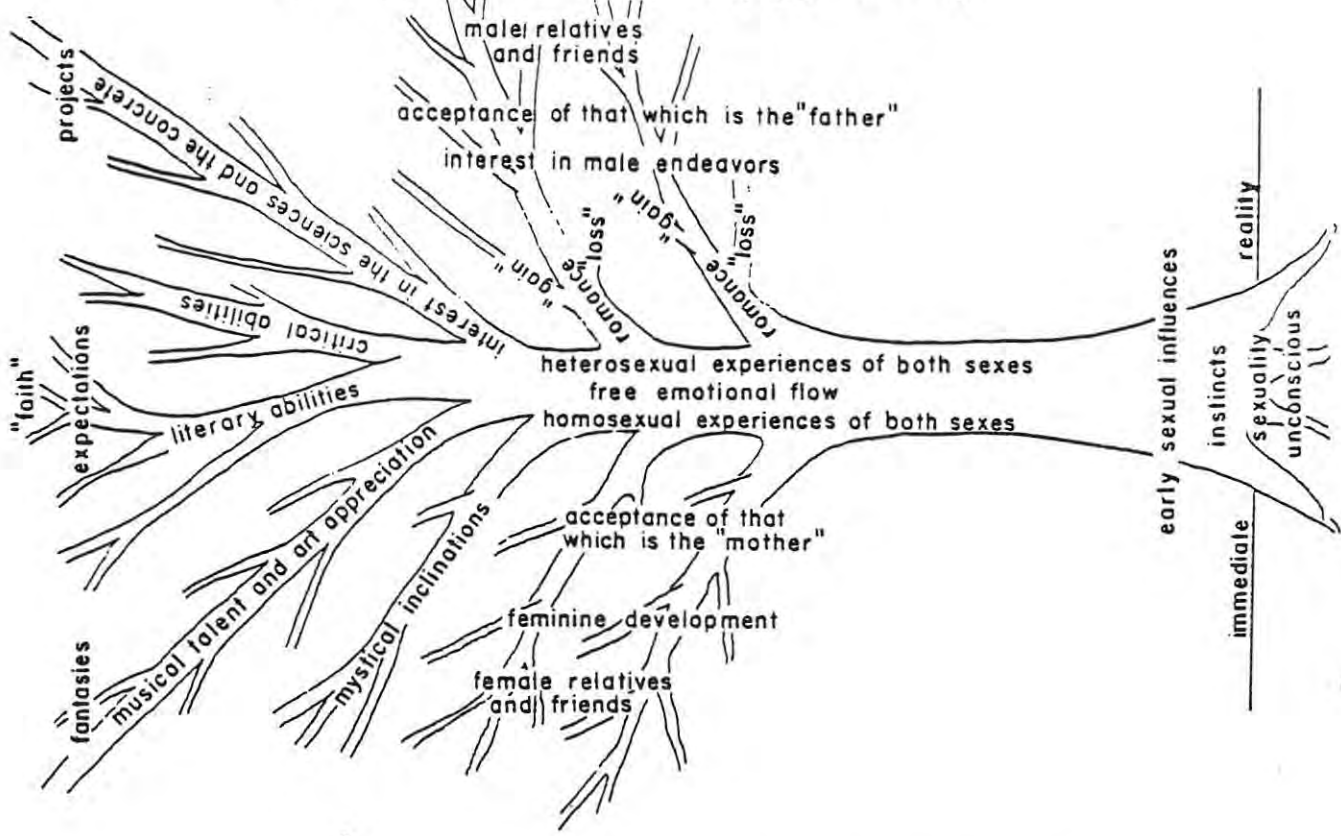 male relatives
and friends
acceptance of that which is the "father"
interest in male endeavors
projects
interest in the sciences and the concrete
critical abilities
"faith"
expectations
literary abilities
"gain"
romance
"loss"
"gain"
romance
"loss"
heterosexual experiences of both sexes
free emotional flow
homosexual experiences of both sexes
early sexual influences
instincts
sexuality
unconscious
immediate reality
musical talent and art appreciation
mystical inclinations
fantasies
acceptance of that
which is the "mother"
feminine development
female relatives
and friends